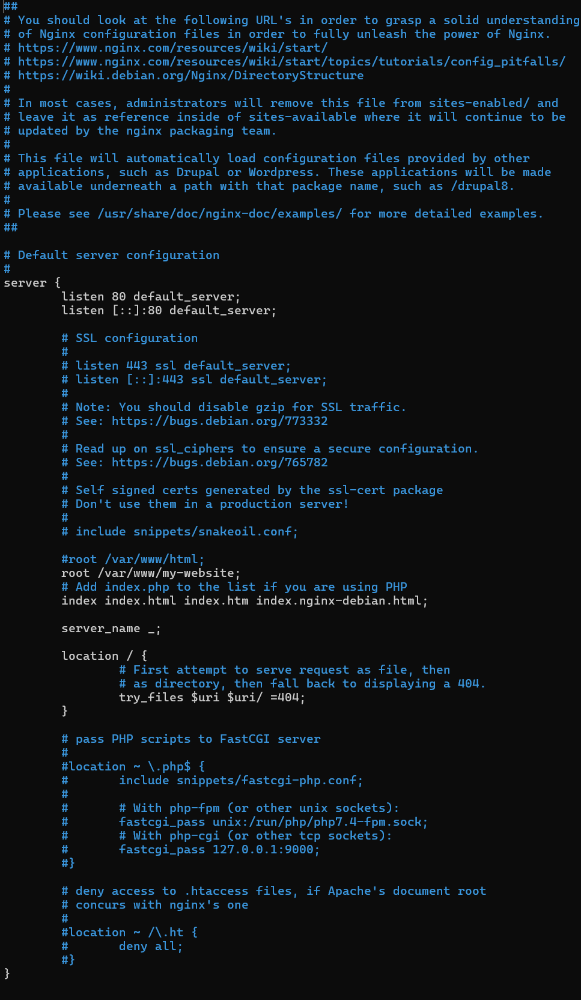 ##
# You should look at the following URL's in order to grasp a solid understanding
# of Nginx configuration files in order to fully unleash the power of Nginx.
# https://www.nginx.com/resources/wiki/start/
# https://www.nginx.com/resources/wiki/start/topics/tutorials/config_pitfalls/
# https://wiki.debian.org/Nginx/DirectoryStructure
#
# In most cases, administrators will remove this file from sites-enabled/ and
# leave it as reference inside of sites-available where it will continue to be
# updated by the nginx packaging team.
#
# This file will automatically load configuration files provided by other
# applications, such as Drupal or Wordpress. These applications will be made
# available underneath a path with that package name, such as /drupal8.
#
# Please see /usr/share/doc/nginx-doc/examples/ for more detailed examples.
##

# Default server configuration
#
server {
        listen 80 default_server;
        listen [::]:80 default_server;

        # SSL configuration
        #
        # listen 443 ssl default_server;
        # listen [::]:443 ssl default_server;
        #
        # Note: You should disable gzip for SSL traffic.
        # See: https://bugs.debian.org/773332
        #
        # Read up on ssl_ciphers to ensure a secure configuration.
        # See: https://bugs.debian.org/765782
        #
        # Self signed certs generated by the ssl-cert package
        # Don't use them in a production server!
        #
        # include snippets/snakeoil.conf;

        #root /var/www/html;
        root /var/www/my-website;
        # Add index.php to the list if you are using PHP
        index index.html index.htm index.nginx-debian.html;

        server_name _;

        location / {
                # First attempt to serve request as file, then
                # as directory, then fall back to displaying a 404.
                try_files $uri $uri/ =404;
        }

        # pass PHP scripts to FastCGI server
        #
        #location ~ \.php$ {
        #       include snippets/fastcgi-php.conf;
        #
        #       # With php-fpm (or other unix sockets):
        #       fastcgi_pass unix:/run/php/php7.4-fpm.sock;
        #       # With php-cgi (or other tcp sockets):
        #       fastcgi_pass 127.0.0.1:9000;
        #}

        # deny access to .htaccess files, if Apache's document root
        # concurs with nginx's one
        #
        #location ~ /\.ht {
        #       deny all;
        #}
}